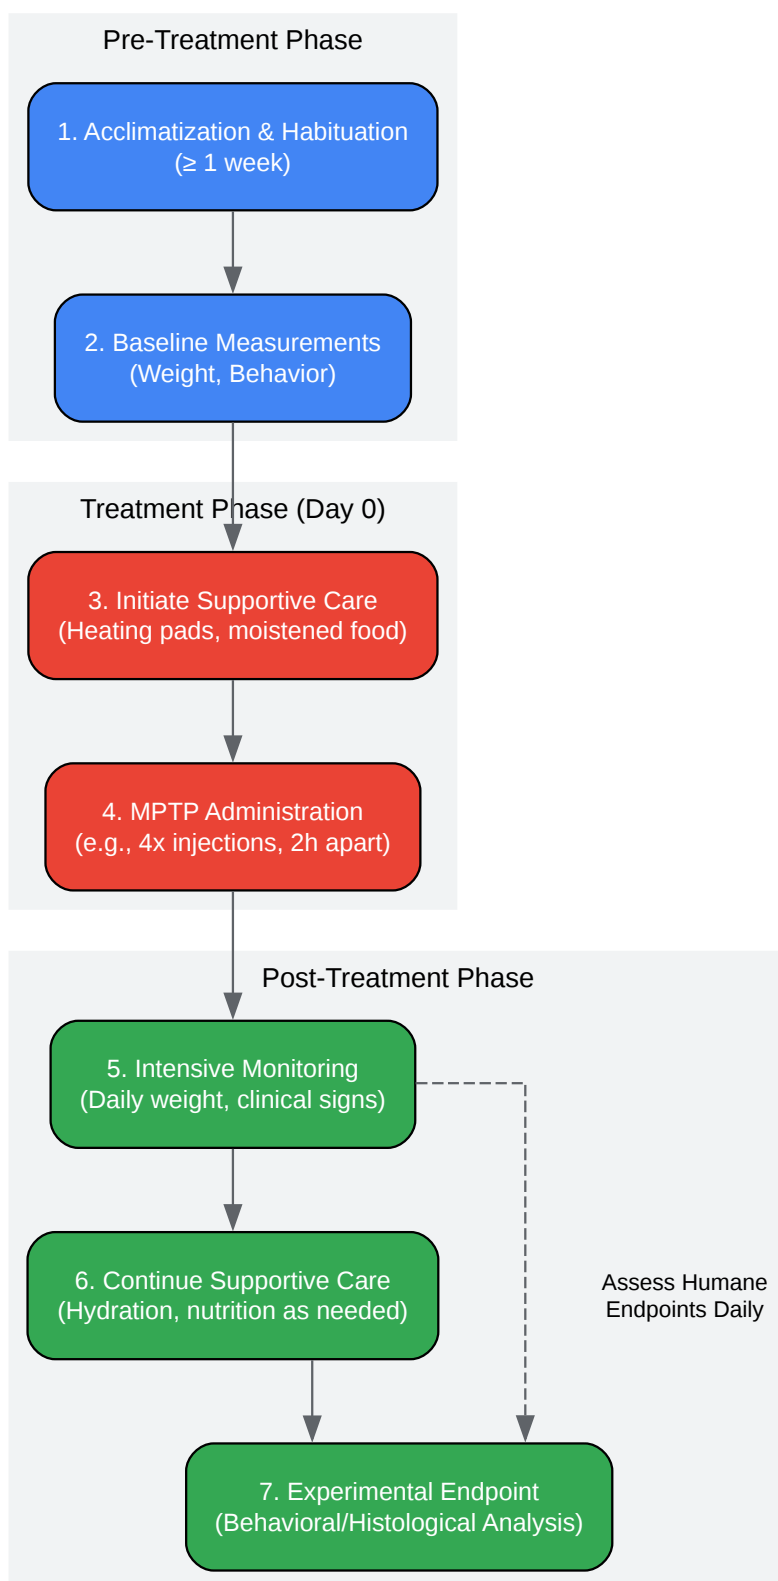 Pre-Treatment Phase
1. Acclimatization & Habituation
(≥ 1 week)
2. Baseline Measurements
(Weight, Behavior)
Treatment Phase (Day 0)
3. Initiate Supportive Care
(Heating pads, moistened food)
4. MPTP Administration
(e.g., 4x injections, 2h apart)
Post-Treatment Phase
5. Intensive Monitoring
(Daily weight, clinical signs)
6. Continue Supportive Care
(Hydration, nutrition as needed)
Assess Humane
Endpoints Daily
7. Experimental Endpoint
(Behavioral/Histological Analysis)